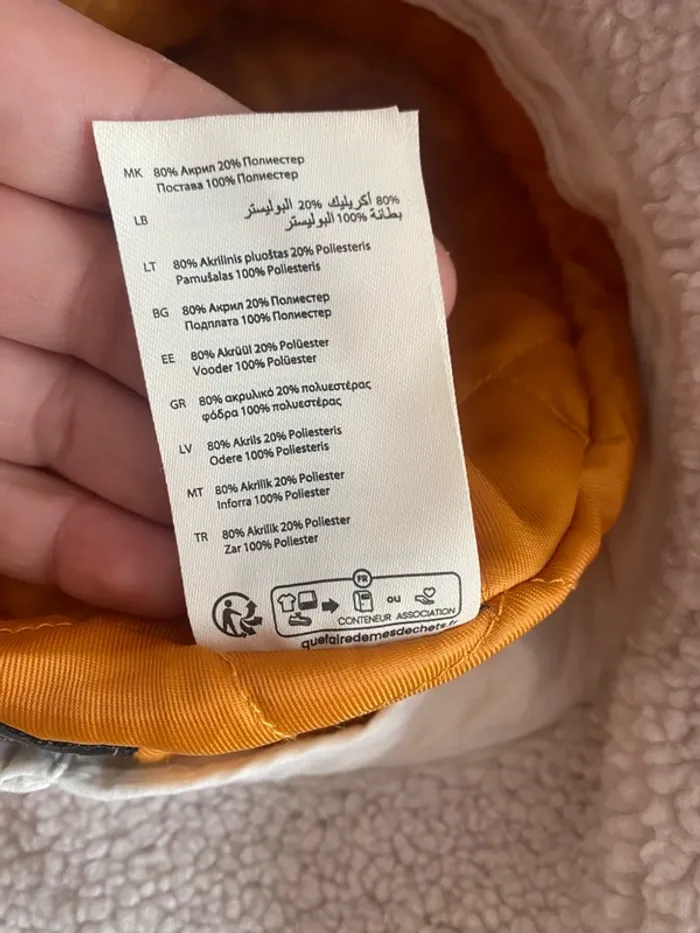 MK 80% Акрил 20% Полиестер
Постава 100% Полиестер
LB 80% أكريليك 20% البوليستر
بطانة 100% البوليستر
LT 80% Akrilinis pluoštas 20% Poliesteris
Pamušalas 100% Poliesteris
BG 80% Акрил 20% Полиестер
Подплата 100% Полиестер
EE 80% Akrüül 20% Polüester
Vooder 100% Polüester
GR 80% ακρυλικό 20% πολυεστέρας
φόδρα 100% πολυεστέρας
LV 80% Akrils 20% Poliesteris
Odere 100% Poliesteris
MT 80% Akrilik 20% Poliester
Inforra 100% Poliester
TR 80% Akrilik 20% Poliester
Zar 100% Poliester
FR
ou
CONTENEUR ASSOCIATION
quefairedemesdechets.fr